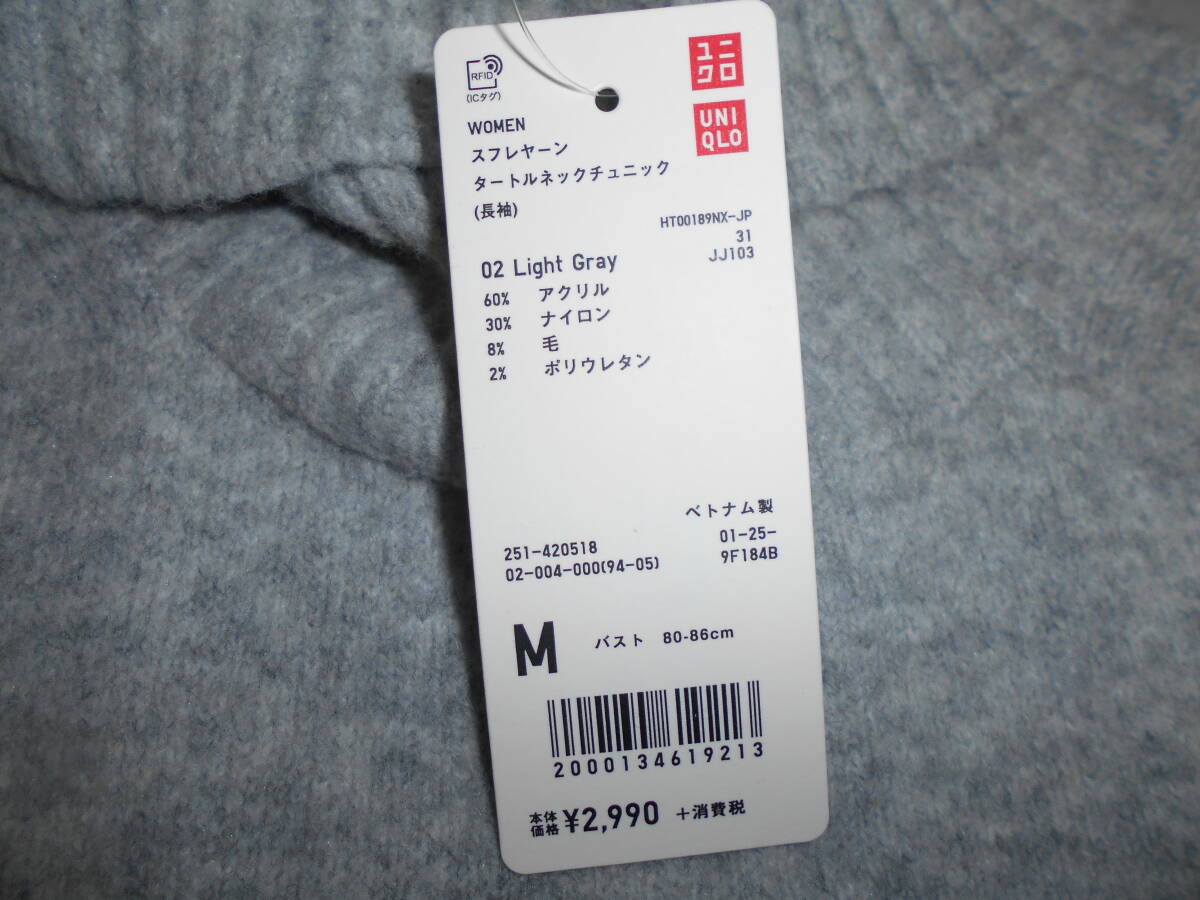 RFID
(ICタグ)
ユニ
クロ
UNI
QLO
WOMEN
スフレヤーン
タートルネックチュニック
(長袖)
HT00189NX-JP
31
JJ103
02 Light Gray
60% アクリル
30% ナイロン
8% 毛
2% ポリウレタン
ベトナム製
251-420518 01-25-
02-004-000(94-05) 9F184B
M バスト 80-86cm
2000134619213
本体価格 ¥2,990 +消費税